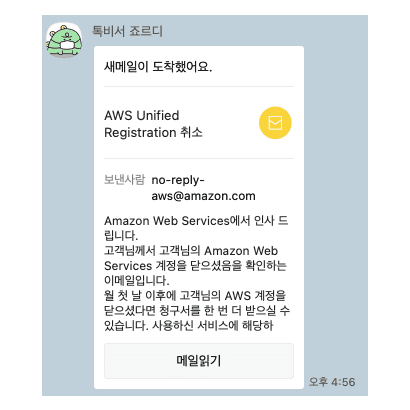 톡비서 죠르디
새메일이 도착했어요.
AWS Unified
Registration 취소
보낸사람 no-reply-
aws@amazon.com
Amazon Web Services에서 인사 드
립니다.
고객님께서 고객님의 Amazon Web
Services 계정을 닫으셨음을 확인하는
이메일입니다.
월 첫 날 이후에 고객님의 AWS 계정을
닫으셨다면 청구서를 한 번 더 받으실 수
있습니다. 사용하신 서비스에 해당하
메일읽기
오후 4:56